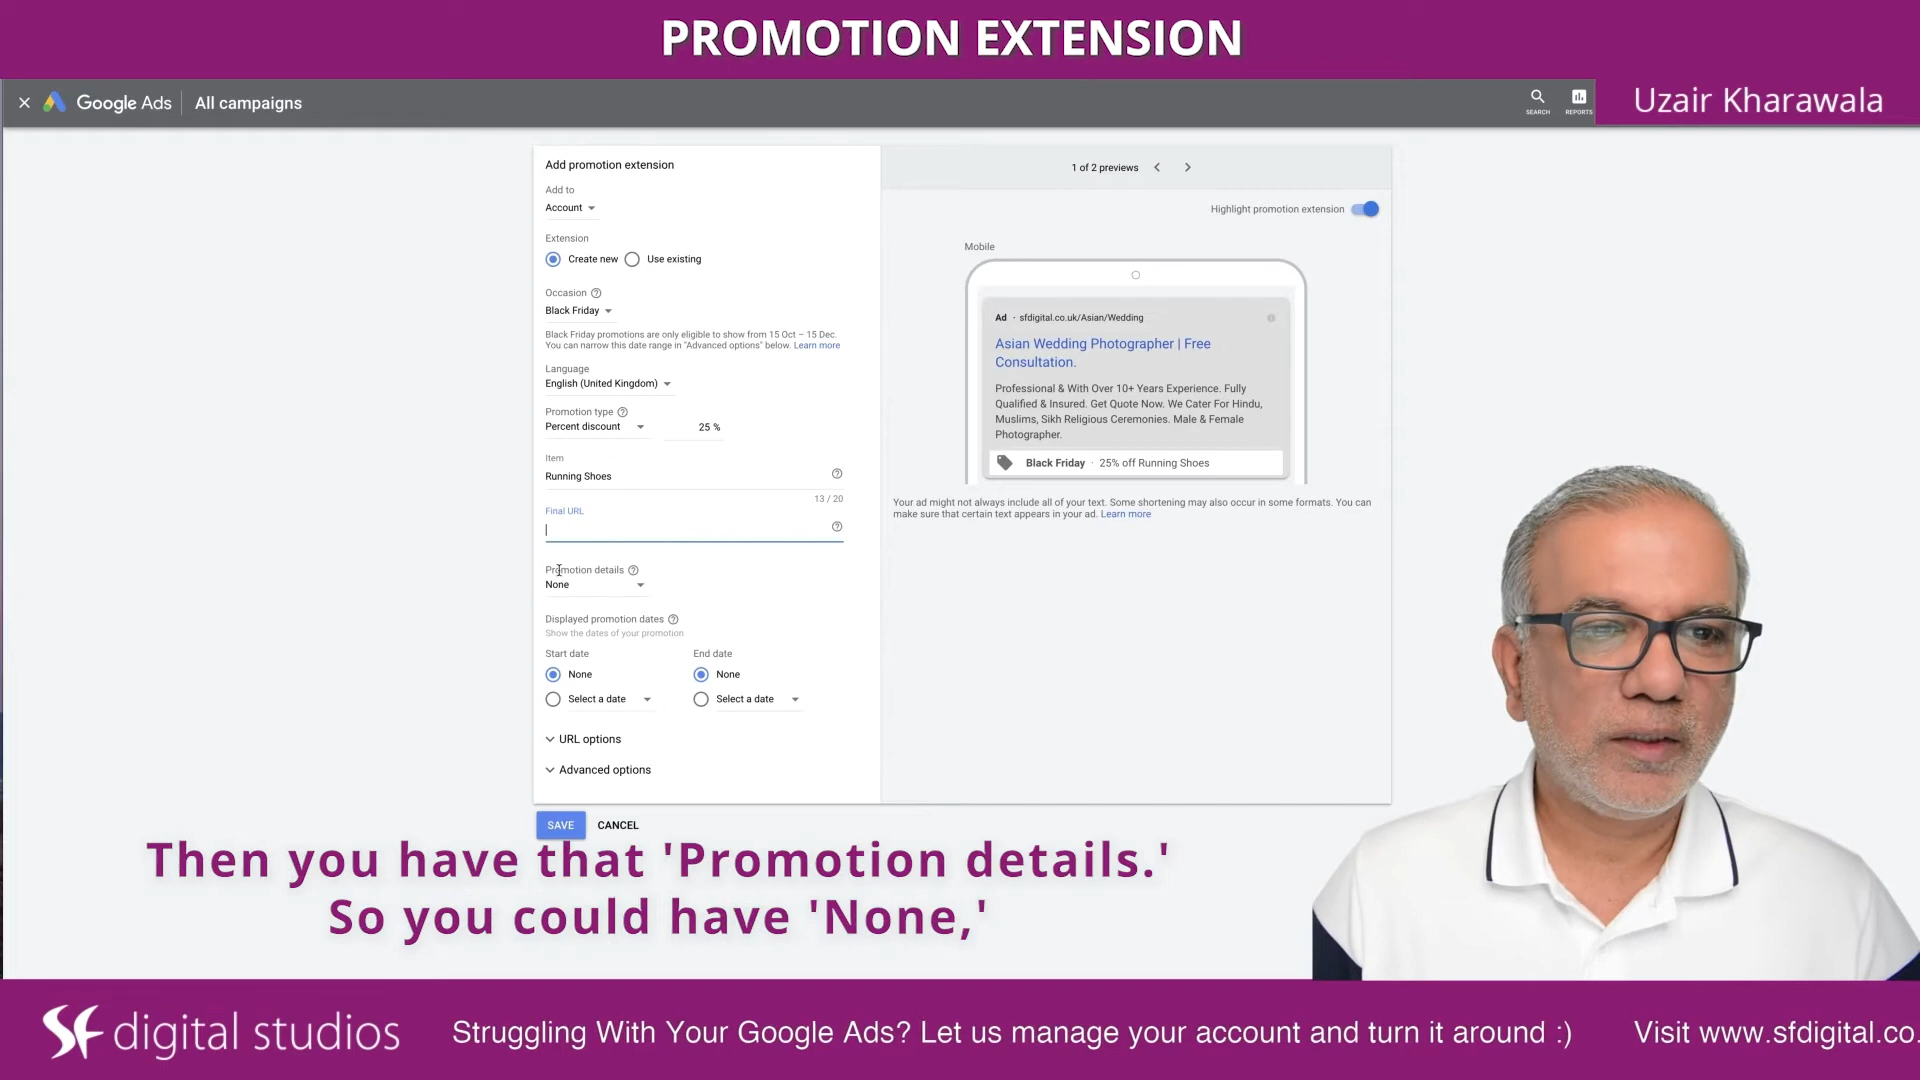 PROMOTION EXTENSION
Google Ads
All campaigns
SEARCH
REPORTS
Uzair Kharawala
Add promotion extension
Add to
Account
Extension
Create new
Use existing
Occasion
Black Friday
Black Friday promotions are only eligible to show from 15 Oct – 15 Dec.
You can narrow this date range in "Advanced options" below. Learn more
Language
English (United Kingdom)
Promotion type
Percent discount
25 %
Item
Running Shoes
13 / 20
Final URL
Promotion details
None
Displayed promotion dates
Show the dates of your promotion
Start date
End date
None
None
Select a date
Select a date
URL options
Advanced options
SAVE
CANCEL
1 of 2 previews
Highlight promotion extension
Mobile
Ad · sfdigital.co.uk/Asian/Wedding
Asian Wedding Photographer | Free
Consultation.
Professional & With Over 10+ Years Experience. Fully
Qualified & Insured. Get Quote Now. We Cater For Hindu,
Muslims, Sikh Religious Ceremonies. Male & Female
Photographer.
Black Friday · 25% off Running Shoes
Your ad might not always include all of your text. Some shortening may also occur in some formats. You can
make sure that certain text appears in your ad. Learn more
Then you have that 'Promotion details.'
So you could have 'None,'
SF digital studios
Struggling With Your Google Ads? Let us manage your account and turn it around :)
Visit www.sfdigital.co.